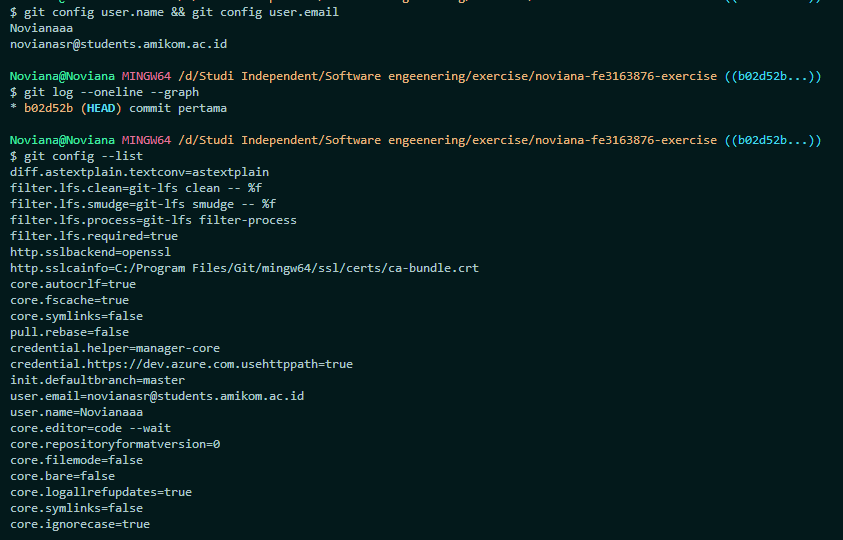 $ git config user.name && git config user.email
Novianaaa
novianasr@students.amikom.ac.id
Noviana@Noviana MINGW64 /d/Studi Independent/Software engeenering/exercise/noviana-fe3163876-exercise ((b02d52b...))
$ git log --oneline --graph
* b02d52b (HEAD) commit pertama
Noviana@Noviana MINGW64 /d/Studi Independent/Software engeenering/exercise/noviana-fe3163876-exercise ((b02d52b...))
$ git config --list
diff.astextplain.textconv=astextplain
filter.lfs.clean=git-lfs clean -- %f
filter.lfs.smudge=git-lfs smudge -- %f
filter.lfs.process=git-lfs filter-process
filter.lfs.required=true
http.sslbackend=openssl
http.sslcainfo=C:/Program Files/Git/mingw64/ssl/certs/ca-bundle.crt
core.autocrlf=true
core.fscache=true
core.symlinks=false
pull.rebase=false
credential.helper=manager-core
credential.https://dev.azure.com.usehttppath=true
init.defaultbranch=master
user.email=novianasr@students.amikom.ac.id
user.name=Novianaaa
core.editor=code --wait
core.repositoryformatversion=0
core.filemode=false
core.bare=false
core.logallrefupdates=true
core.symlinks=false
core.ignorecase=true